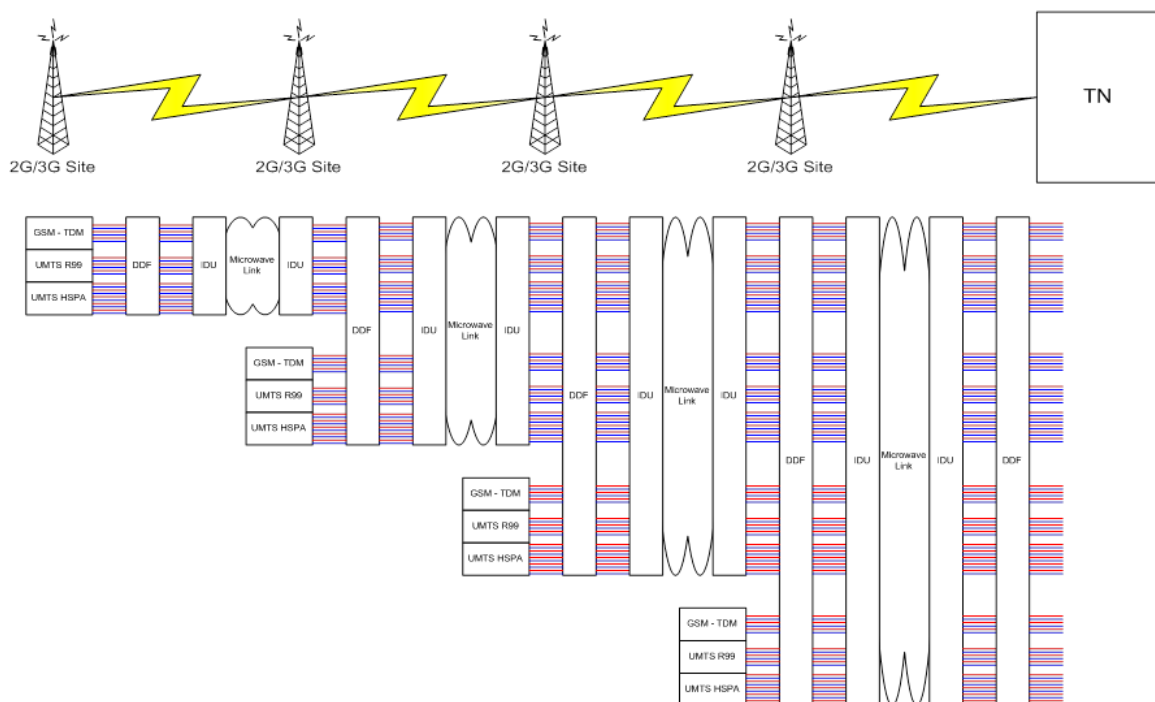 TN
2G/3G Site
2G/3G Site
2G/3G Site
2G/3G Site
GSM - TDM
UMTS R99
UMTS HSPA
DDF
IDU
Microwave
Link
IDU
DDF
IDU
Microwave
Link
IDU
GSM - TDM
UMTS R99
UMTS HSPA
DDF
IDU
Microwave
Link
IDU
GSM - TDM
UMTS R99
UMTS HSPA
DDF
IDU
Microwave
Link
IDU
DDF
GSM - TDM
UMTS R99
UMTS HSPA